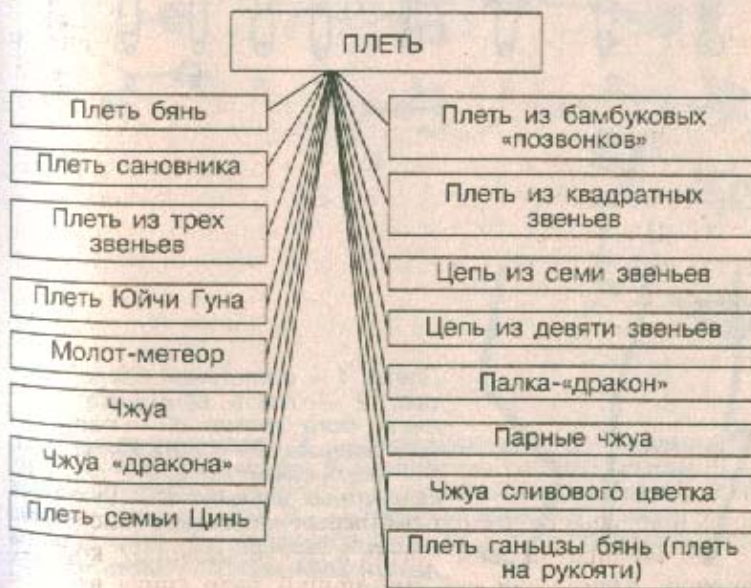 ПЛЕТЬ
Плеть бянь
Плеть сановника
Плеть из трех
звеньев
Плеть Юйчи Гуна
Молот-метеор
Чжуа
Чжуа «дракона»
Плеть семьи Цинь
Плеть из бамбуковых
«позвонков»
Плеть из квадратных
звеньев
Цепь из семи звеньев
Цепь из девяти звеньев
Палка-«дракон»
Парные чжуа
Чжуа сливового цветка
Плеть ганьцзы бянь (плеть
на рукояти)